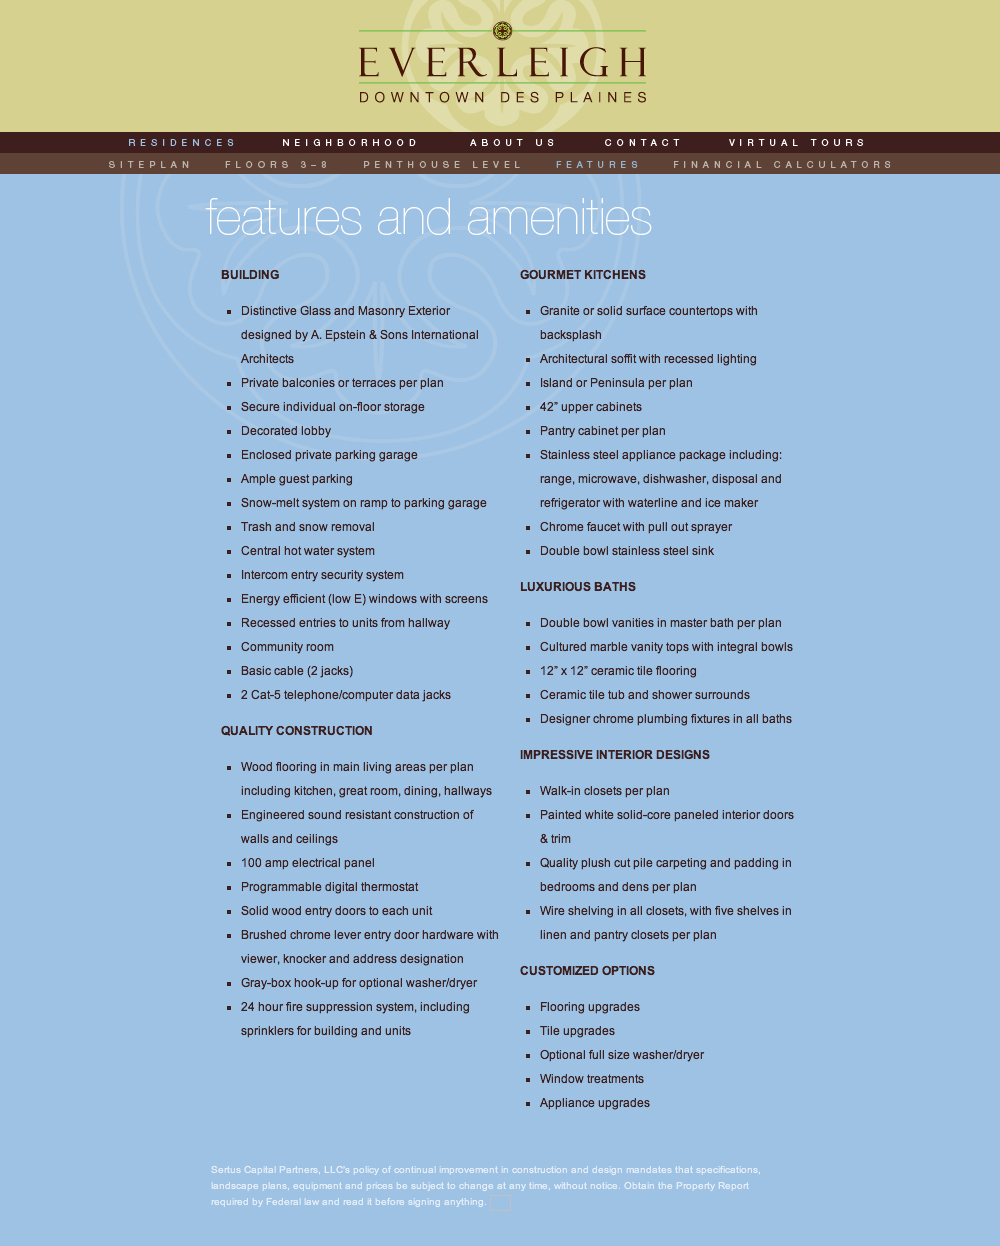 EVERLEIGH
DOWNTOWN DES PLAINES
RESIDENCES NEIGHBORHOOD ABOUT US CONTACT VIRTUAL TOURS
SITEPLAN FLOORS 3–8 PENTHOUSE LEVEL FEATURES FINANCIAL CALCULATORS
features and amenities
BUILDING
Distinctive Glass and Masonry Exterior
designed by A. Epstein & Sons International
Architects
Private balconies or terraces per plan
Secure individual on-floor storage
Decorated lobby
Enclosed private parking garage
Ample guest parking
Snow-melt system on ramp to parking garage
Trash and snow removal
Central hot water system
Intercom entry security system
Energy efficient (low E) windows with screens
Recessed entries to units from hallway
Community room
Basic cable (2 jacks)
2 Cat-5 telephone/computer data jacks
QUALITY CONSTRUCTION
Wood flooring in main living areas per plan
including kitchen, great room, dining, hallways
Engineered sound resistant construction of
walls and ceilings
100 amp electrical panel
Programmable digital thermostat
Solid wood entry doors to each unit
Brushed chrome lever entry door hardware with
viewer, knocker and address designation
Gray-box hook-up for optional washer/dryer
24 hour fire suppression system, including
sprinklers for building and units
GOURMET KITCHENS
Granite or solid surface countertops with
backsplash
Architectural soffit with recessed lighting
Island or Peninsula per plan
42” upper cabinets
Pantry cabinet per plan
Stainless steel appliance package including:
range, microwave, dishwasher, disposal and
refrigerator with waterline and ice maker
Chrome faucet with pull out sprayer
Double bowl stainless steel sink
LUXURIOUS BATHS
Double bowl vanities in master bath per plan
Cultured marble vanity tops with integral bowls
12” x 12” ceramic tile flooring
Ceramic tile tub and shower surrounds
Designer chrome plumbing fixtures in all baths
IMPRESSIVE INTERIOR DESIGNS
Walk-in closets per plan
Painted white solid-core paneled interior doors
& trim
Quality plush cut pile carpeting and padding in
bedrooms and dens per plan
Wire shelving in all closets, with five shelves in
linen and pantry closets per plan
CUSTOMIZED OPTIONS
Flooring upgrades
Tile upgrades
Optional full size washer/dryer
Window treatments
Appliance upgrades
Sertus Capital Partners, LLC's policy of continual improvement in construction and design mandates that specifications,
landscape plans, equipment and prices be subject to change at any time, without notice. Obtain the Property Report
required by Federal law and read it before signing anything.